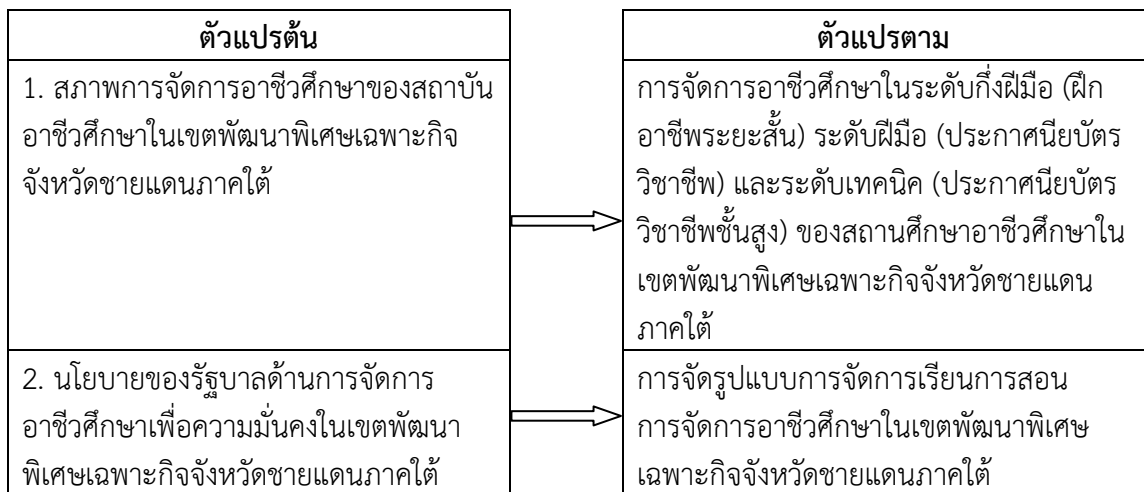 ตัวแปรต้น
1. สภาพการจัดการอาชีวศึกษาของสถาบัน
อาชีวศึกษาในเขตพัฒนาพิเศษเฉพาะกิจ
จังหวัดชายแดนภาคใต้
2. นโยบายของรัฐบาลด้านการจัดการ
อาชีวศึกษาเพื่อความมั่นคงในเขตพัฒนา
พิเศษเฉพาะกิจจังหวัดชายแดนภาคใต้
ตัวแปรตาม
การจัดการอาชีวศึกษาในระดับกึ่งฝีมือ (ฝึก
อาชีพระยะสั้น) ระดับฝีมือ (ประกาศนียบัตร
วิชาชีพ) และระดับเทคนิค (ประกาศนียบัตร
วิชาชีพชั้นสูง) ของสถานศึกษาอาชีวศึกษาใน
เขตพัฒนาพิเศษเฉพาะกิจจังหวัดชายแดน
ภาคใต้
การจัดรูปแบบการจัดการเรียนการสอน
การจัดการอาชีวศึกษาในเขตพัฒนาพิเศษ
เฉพาะกิจจังหวัดชายแดนภาคใต้